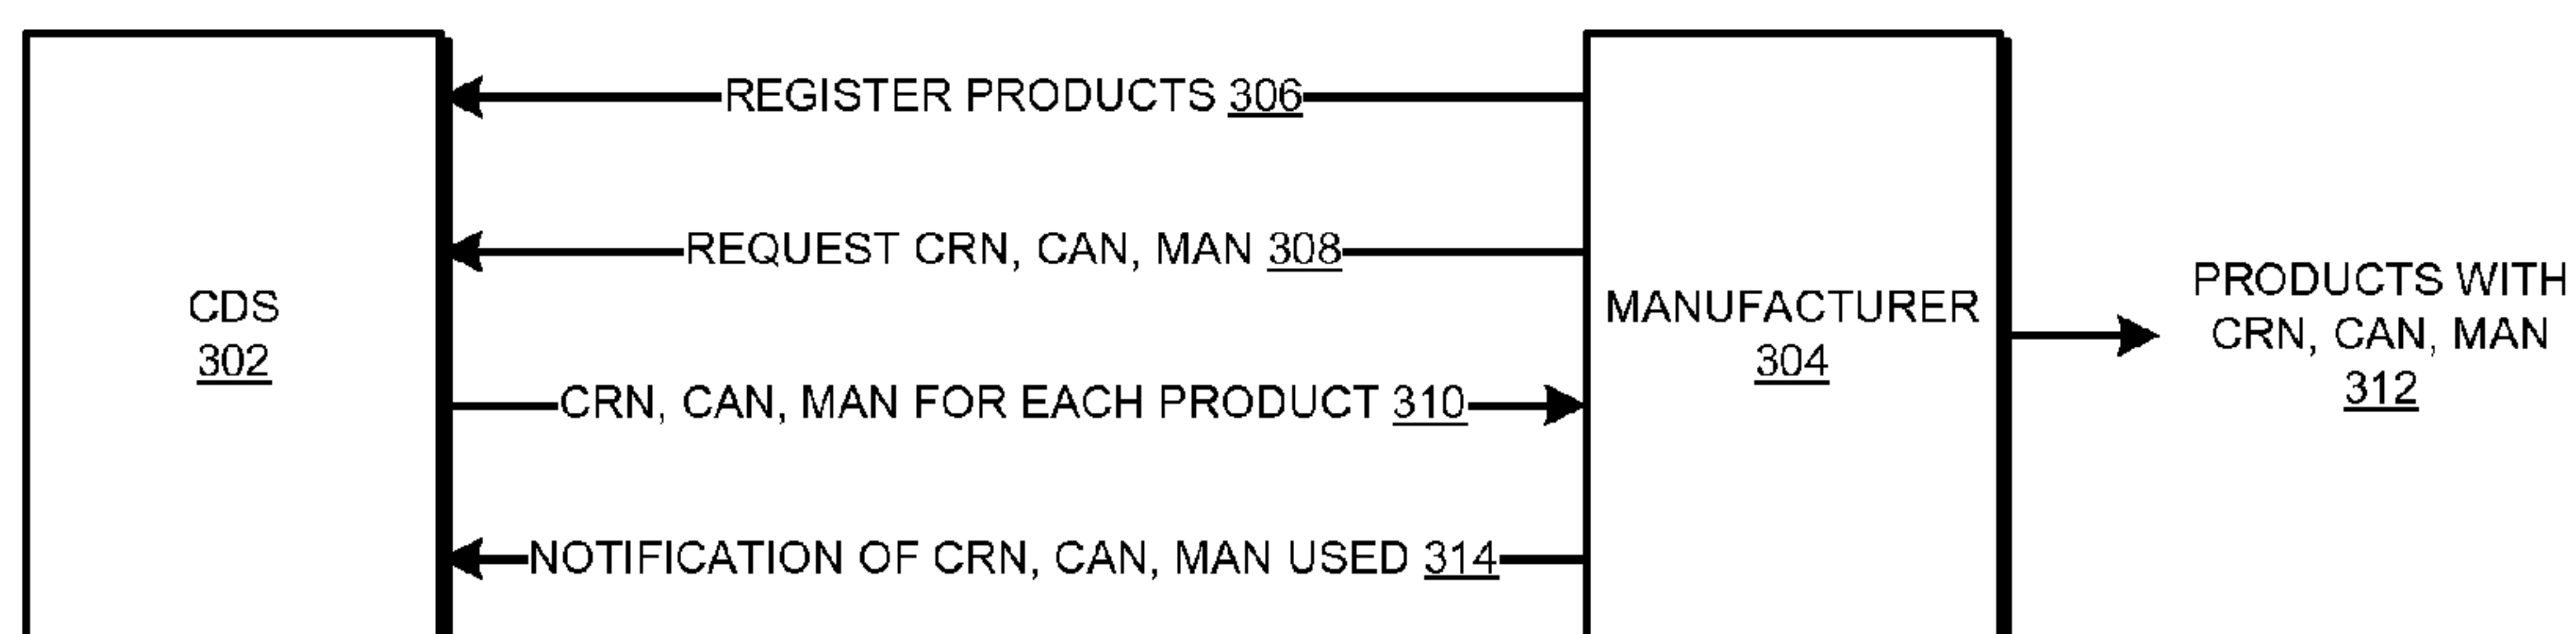 REGISTER PRODUCTS 306
REQUEST CRN, CAN, MAN 308
CDS
302
CRN, CAN, MAN FOR EACH PRODUCT 310
NOTIFICATION OF CRN, CAN, MAN USED 314
MANUFACTURER
304
PRODUCTS WITH
CRN, CAN, MAN
312